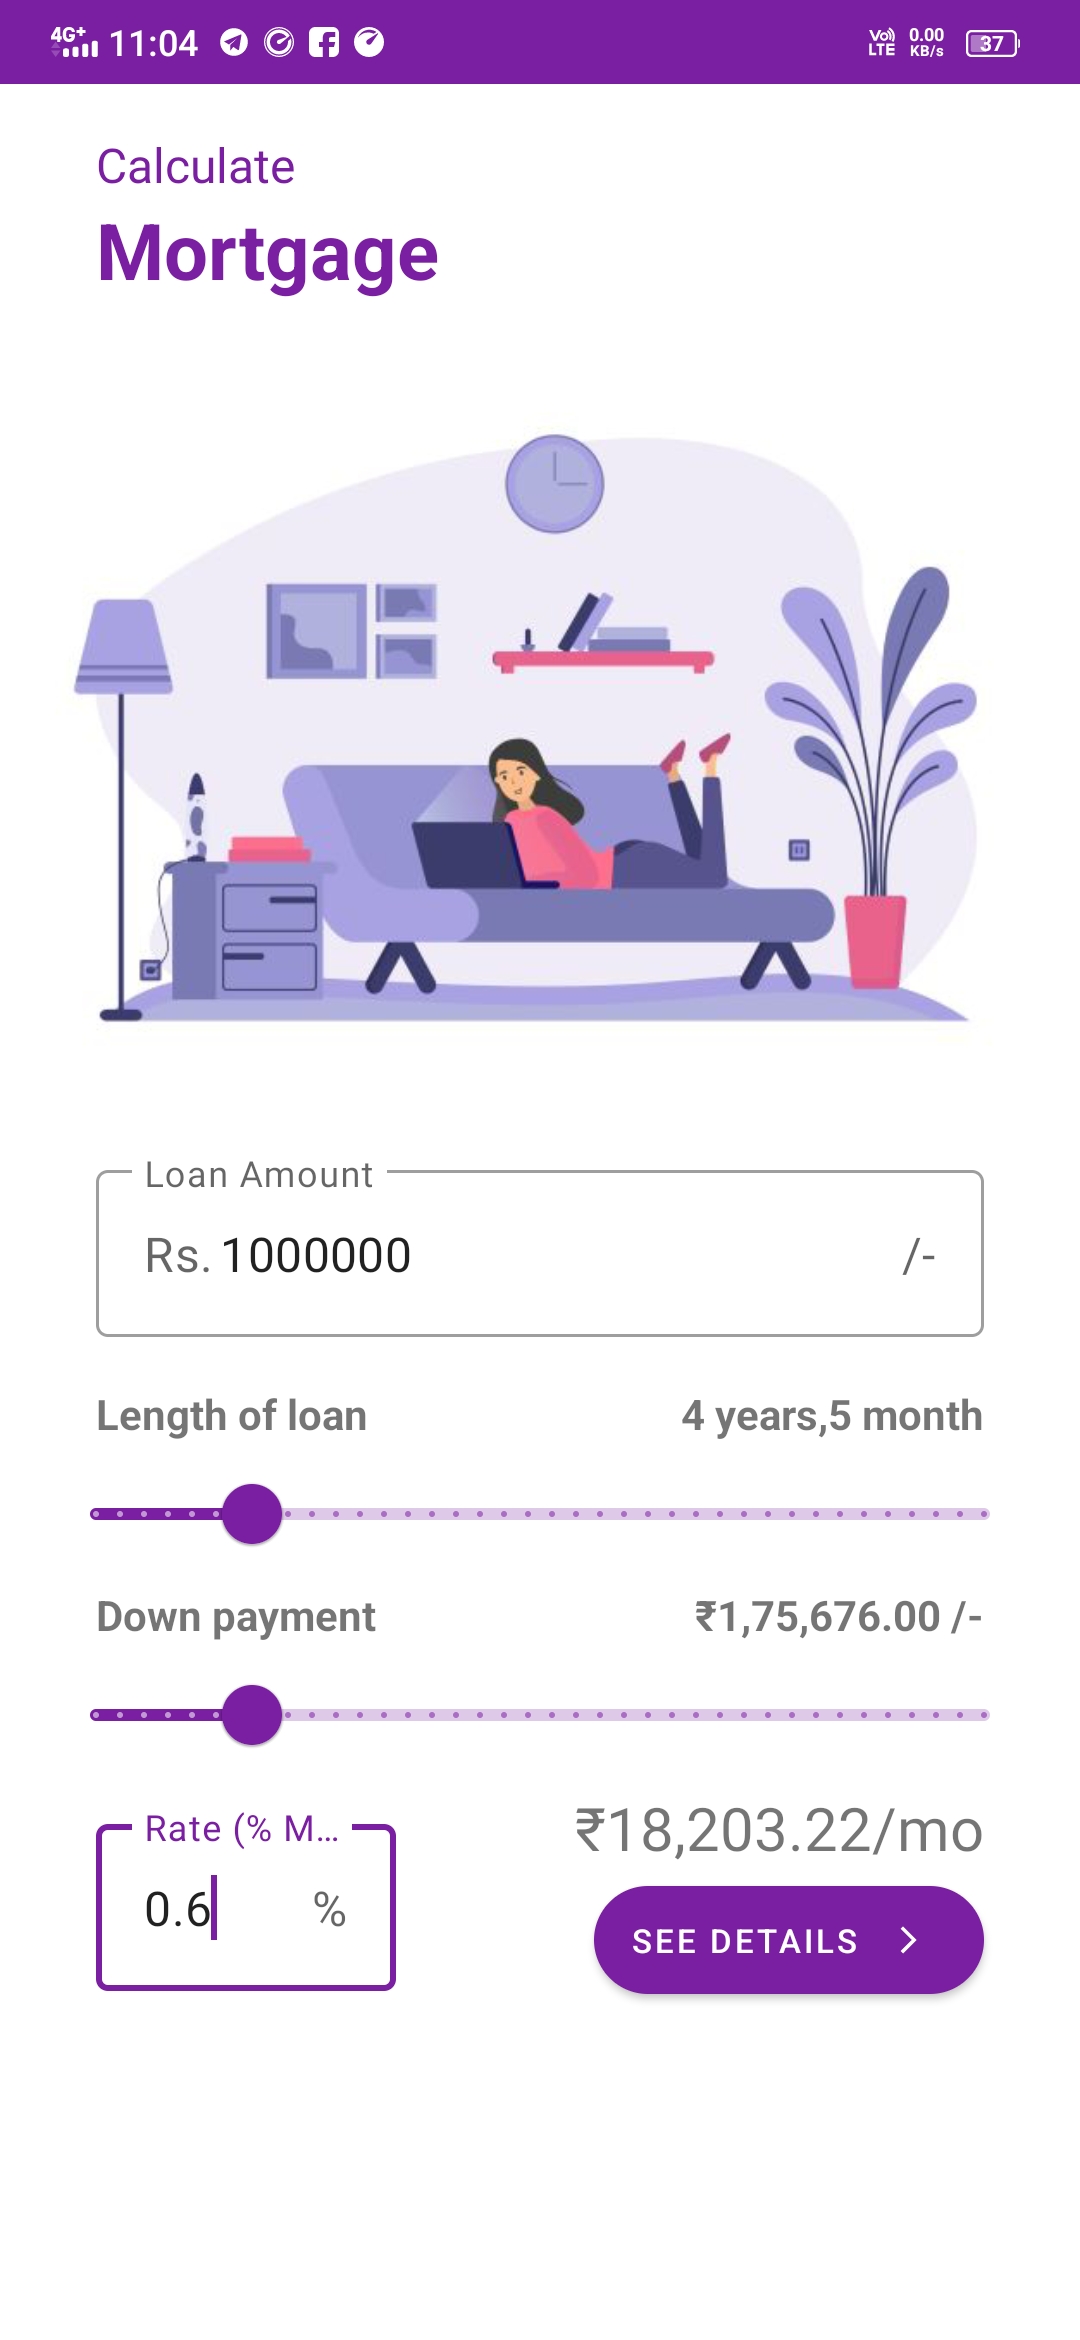 4G+ 11:04 Vo) LTE 0.00 KB/s 37
Calculate
Mortgage
Loan Amount
Rs. 1000000 /-
Length of loan 4 years,5 month
Down payment ₹1,75,676.00 /-
Rate (% M... ₹18,203.22/mo
0.6 %
SEE DETAILS